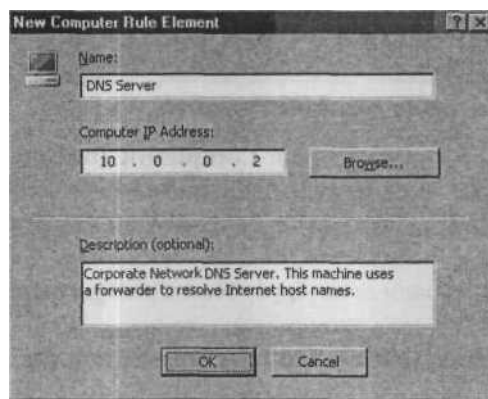 New Computer Rule Element
Name:
DNS Server
Computer IP Address:
10 . 0 . 0 . 2
Browse...
Description (optional):
Corporate Network DNS Server. This machine uses
a forwarder to resolve Internet host names.
OK
Cancel